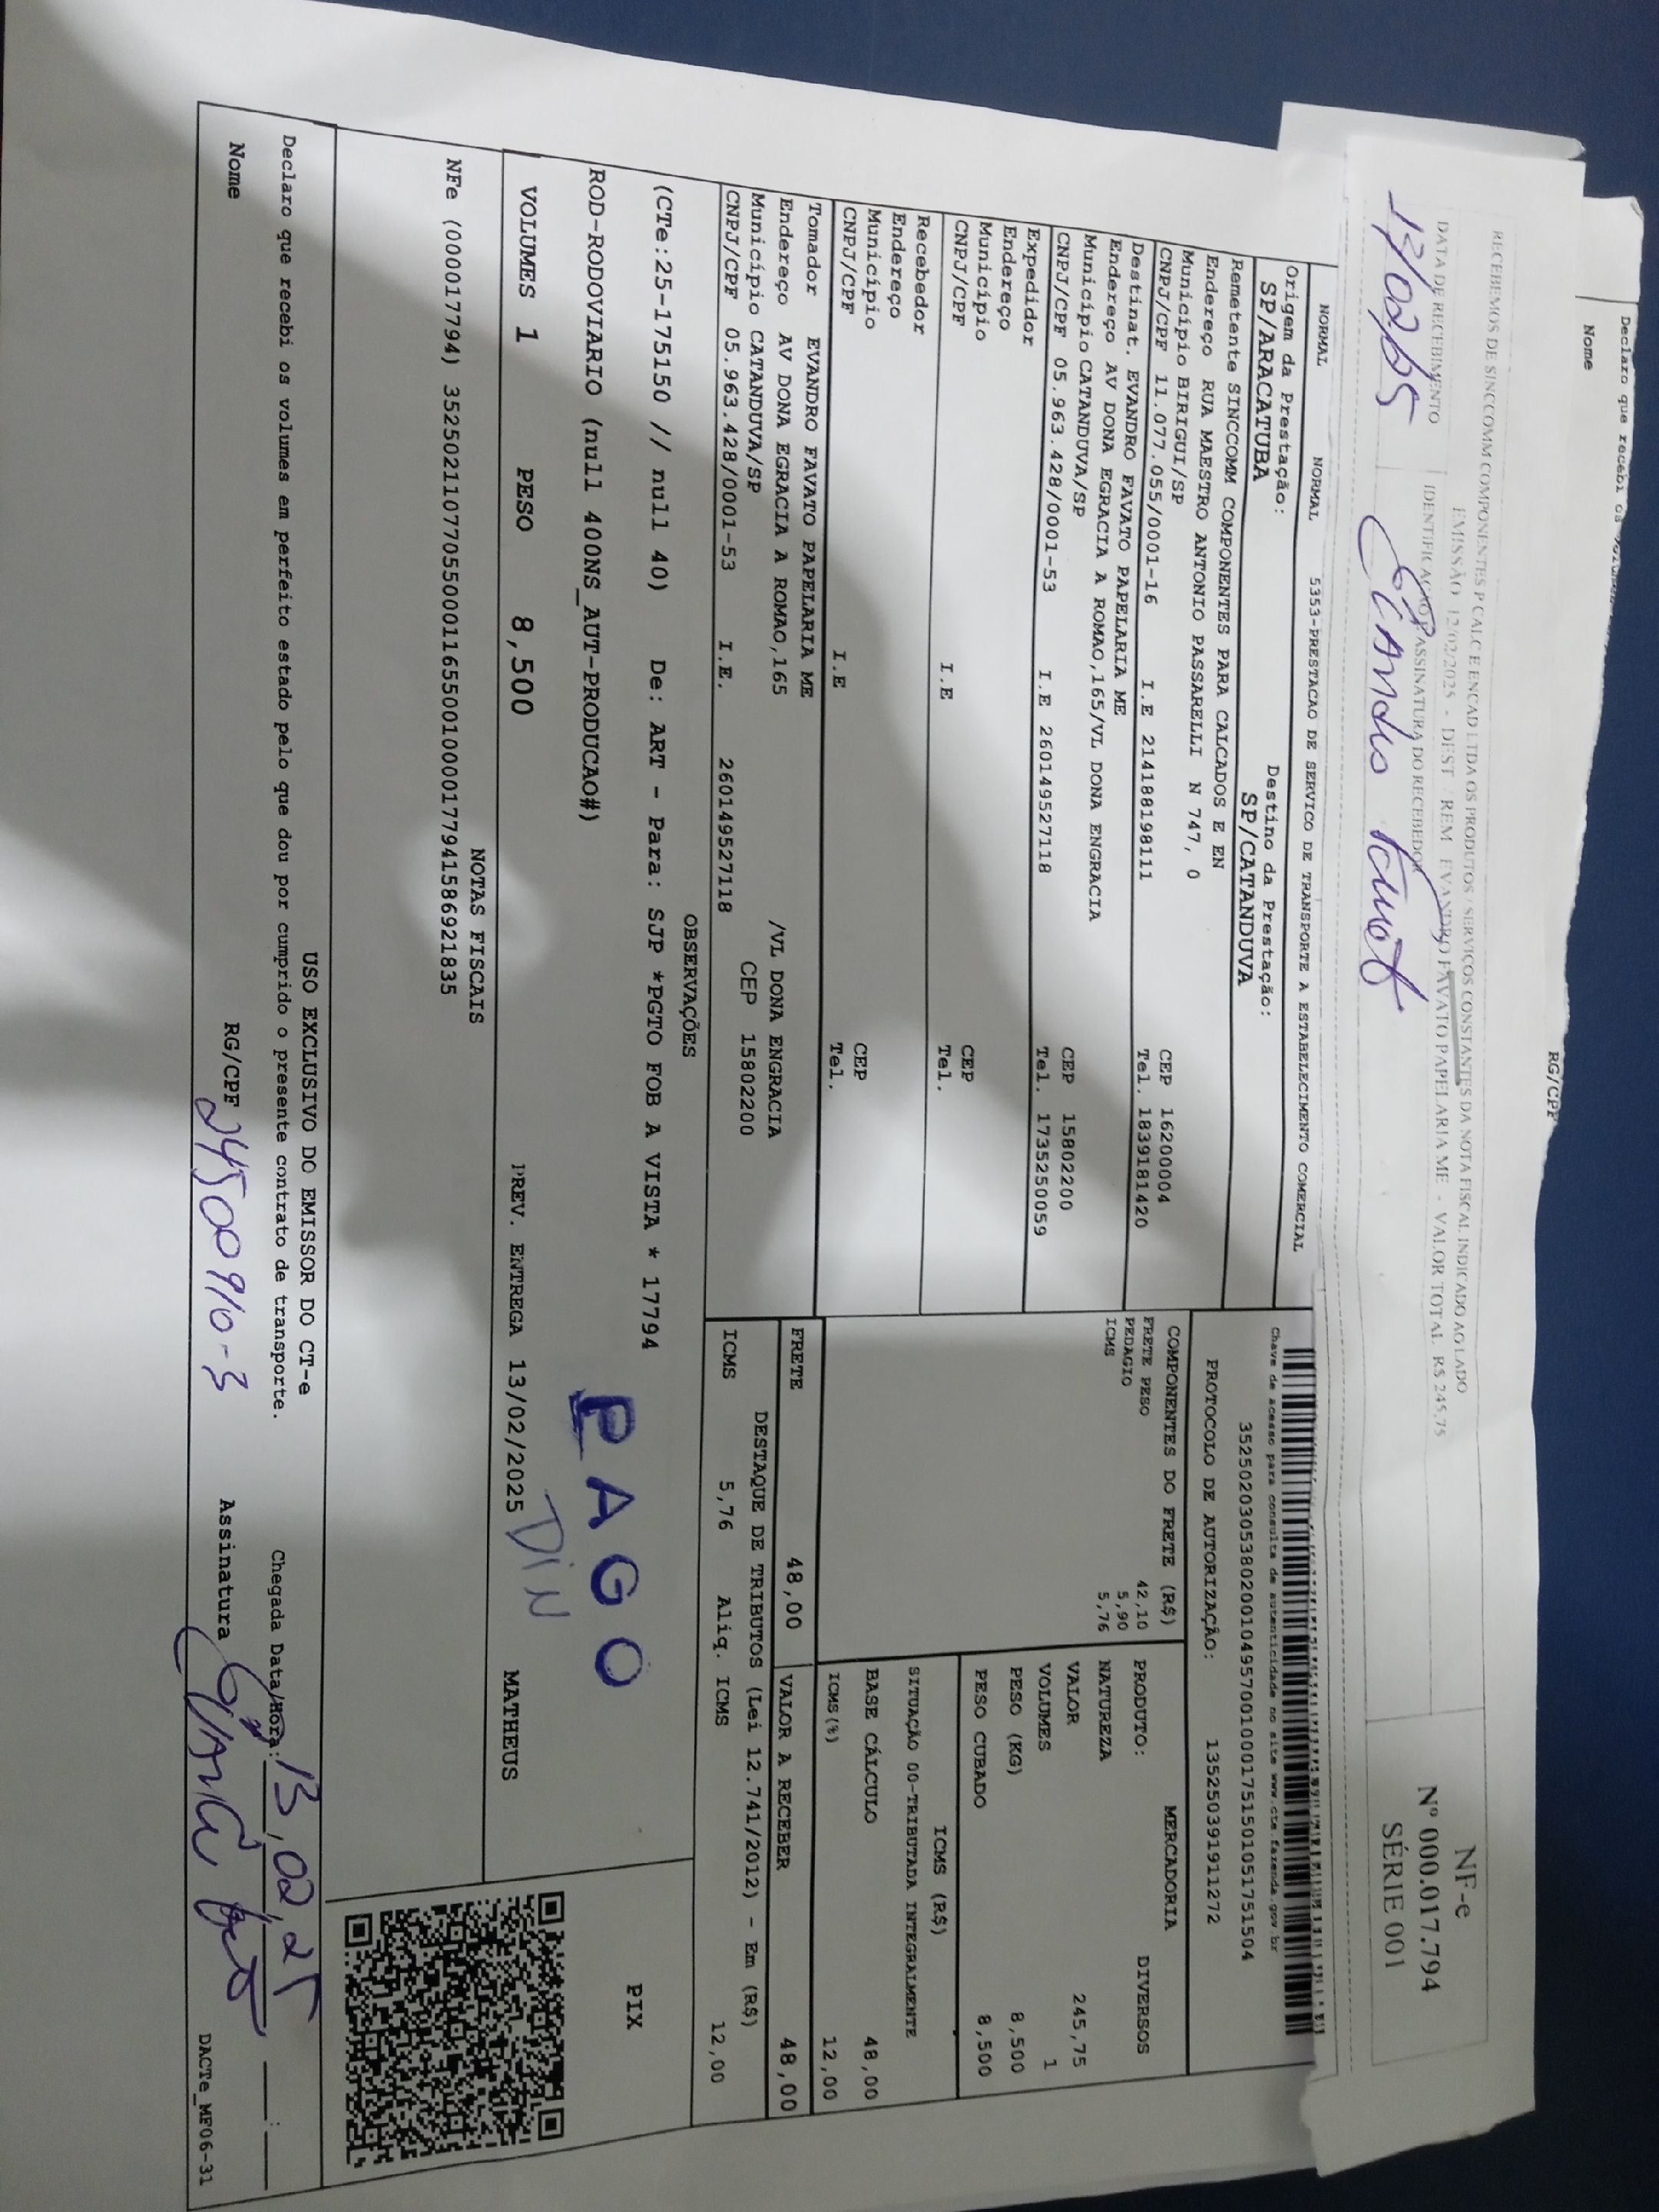 Declaro que recebi os
Nome
RG/CPF
RECEBEMOS DE SINCCOMM COMPONENTES P CALC E ENCAD LTDA OS PRODUTOS / SERVIÇOS CONSTANTES DA NOTA FISCAL INDICADO AO LADO
EMISSÃO 12/02/2025 - DEST / REM EVANDRO FAVATO PAPELARIA ME - VALOR TOTAL R$ 245,75
DATA DE RECEBIMENTO
IDENTIFICAÇÃO E ASSINATURA DO RECEBEDOR
Evandro Favato
NF-e
Nº 000.017.794
SÉRIE 001
NORMAL NORMAL 5353-PRESTACAO DE SERVICO DE TRANSPORTE A ESTABELECIMENTO COMERCIAL
Chave de acesso para consulta de autenticidade no site www.cte.fazenda.gov.br
35250203053802001049570010001751501051751504
PROTOCOLO DE AUTORIZAÇÃO: 135250391911272
Origem da Prestação: Destino da Prestação:
SP/ARACATUBA SP/CATANDUVA
Remetente SINCCOMM COMPONENTES PARA CALCADOS E EN
Endereço RUA MAESTRO ANTONIO PASSARELLI N 747, 0
Município BIRIGUI/SP CEP 16200004
CNPJ/CPF 11.077.055/0001-16 I.E 214188198111 Tel. 1839181420
Destinat. EVANDRO FAVATO PAPELARIA ME
Endereço AV DONA EGRACIA A ROMAO,165/VL DONA ENGRACIA
Município CATANDUVA/SP CEP 15802200
CNPJ/CPF 05.963.428/0001-53 I.E 260149527118 Tel. 1735250059
Expedidor
Endereço
Município CEP
CNPJ/CPF I.E Tel.
Recebedor
Endereço
Município CEP
CNPJ/CPF I.E Tel.
Tomador EVANDRO FAVATO PAPELARIA ME
Endereço AV DONA EGRACIA A ROMAO,165 /VL DONA ENGRACIA
Município CATANDUVA/SP CEP 15802200
CNPJ/CPF 05.963.428/0001-53 I.E. 260149527118
COMPONENTES DO FRETE (R$)
FRETE PESO 42,10
PEDAGIO 5,90
ICMS 5,76
MERCADORIA
PRODUTO: DIVERSOS
NATUREZA
VALOR 245,75
VOLUMES 1
PESO (KG) 8,500
PESO CUBADO 8,500
ICMS (R$)
SITUAÇÃO 00-TRIBUTADA INTEGRALMENTE
BASE CÁLCULO 48,00
ICMS(%) 12,00
FRETE 48,00 VALOR A RECEBER 48,00
DESTAQUE DE TRIBUTOS (Lei 12.741/2012) - Em (R$)
ICMS 5,76 Aliq. ICMS 12,00
OBSERVAÇÕES
(CTe:25-175150 // null 40) De: ART - Para: SJP *PGTO FOB A VISTA * 17794
ROD-RODOVIARIO (null 400NS_AUT-PRODUCAO#)
PAGO
DIN
PIX
VOLUMES 1 PESO 8,500 PREV. ENTREGA 13/02/2025 MATHEUS
NOTAS FISCAIS
NFe (000017794) 35250211077055000116550010000177941586921835
USO EXCLUSIVO DO EMISSOR DO CT-e
Declaro que recebi os volumes em perfeito estado pelo que dou por cumprido o presente contrato de transporte. Chegada Data/Hora: 13,02,25 :
Nome RG/CPF 24500910-3 Assinatura
DACTe_MF06-31